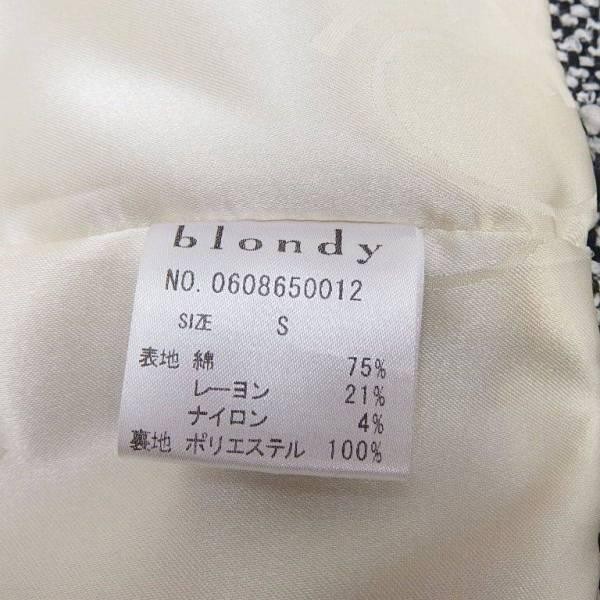 blondy
NO. 0608650012
SIZE S
表地 綿 75%
レーヨン 21%
ナイロン 4%
裏地 ポリエステル 100%